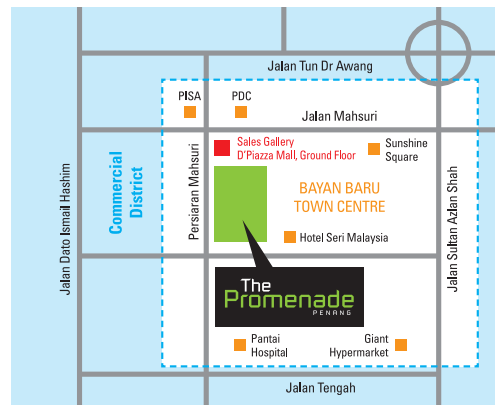 Jalan Tun Dr Awang
PISA
PDC
Jalan Mahsuri
Sales Gallery
D'Piazza Mall, Ground Floor
Sunshine
Square
Jalan Dato Ismail Hashim
Commercial
District
Persiaran Mahsuri
BAYAN BARU
TOWN CENTRE
Jalan Sultan Azlan Shah
Hotel Seri Malaysia
The
Promenade
PENANG
Pantai
Hospital
Giant
Hypermarket
Jalan Tengah